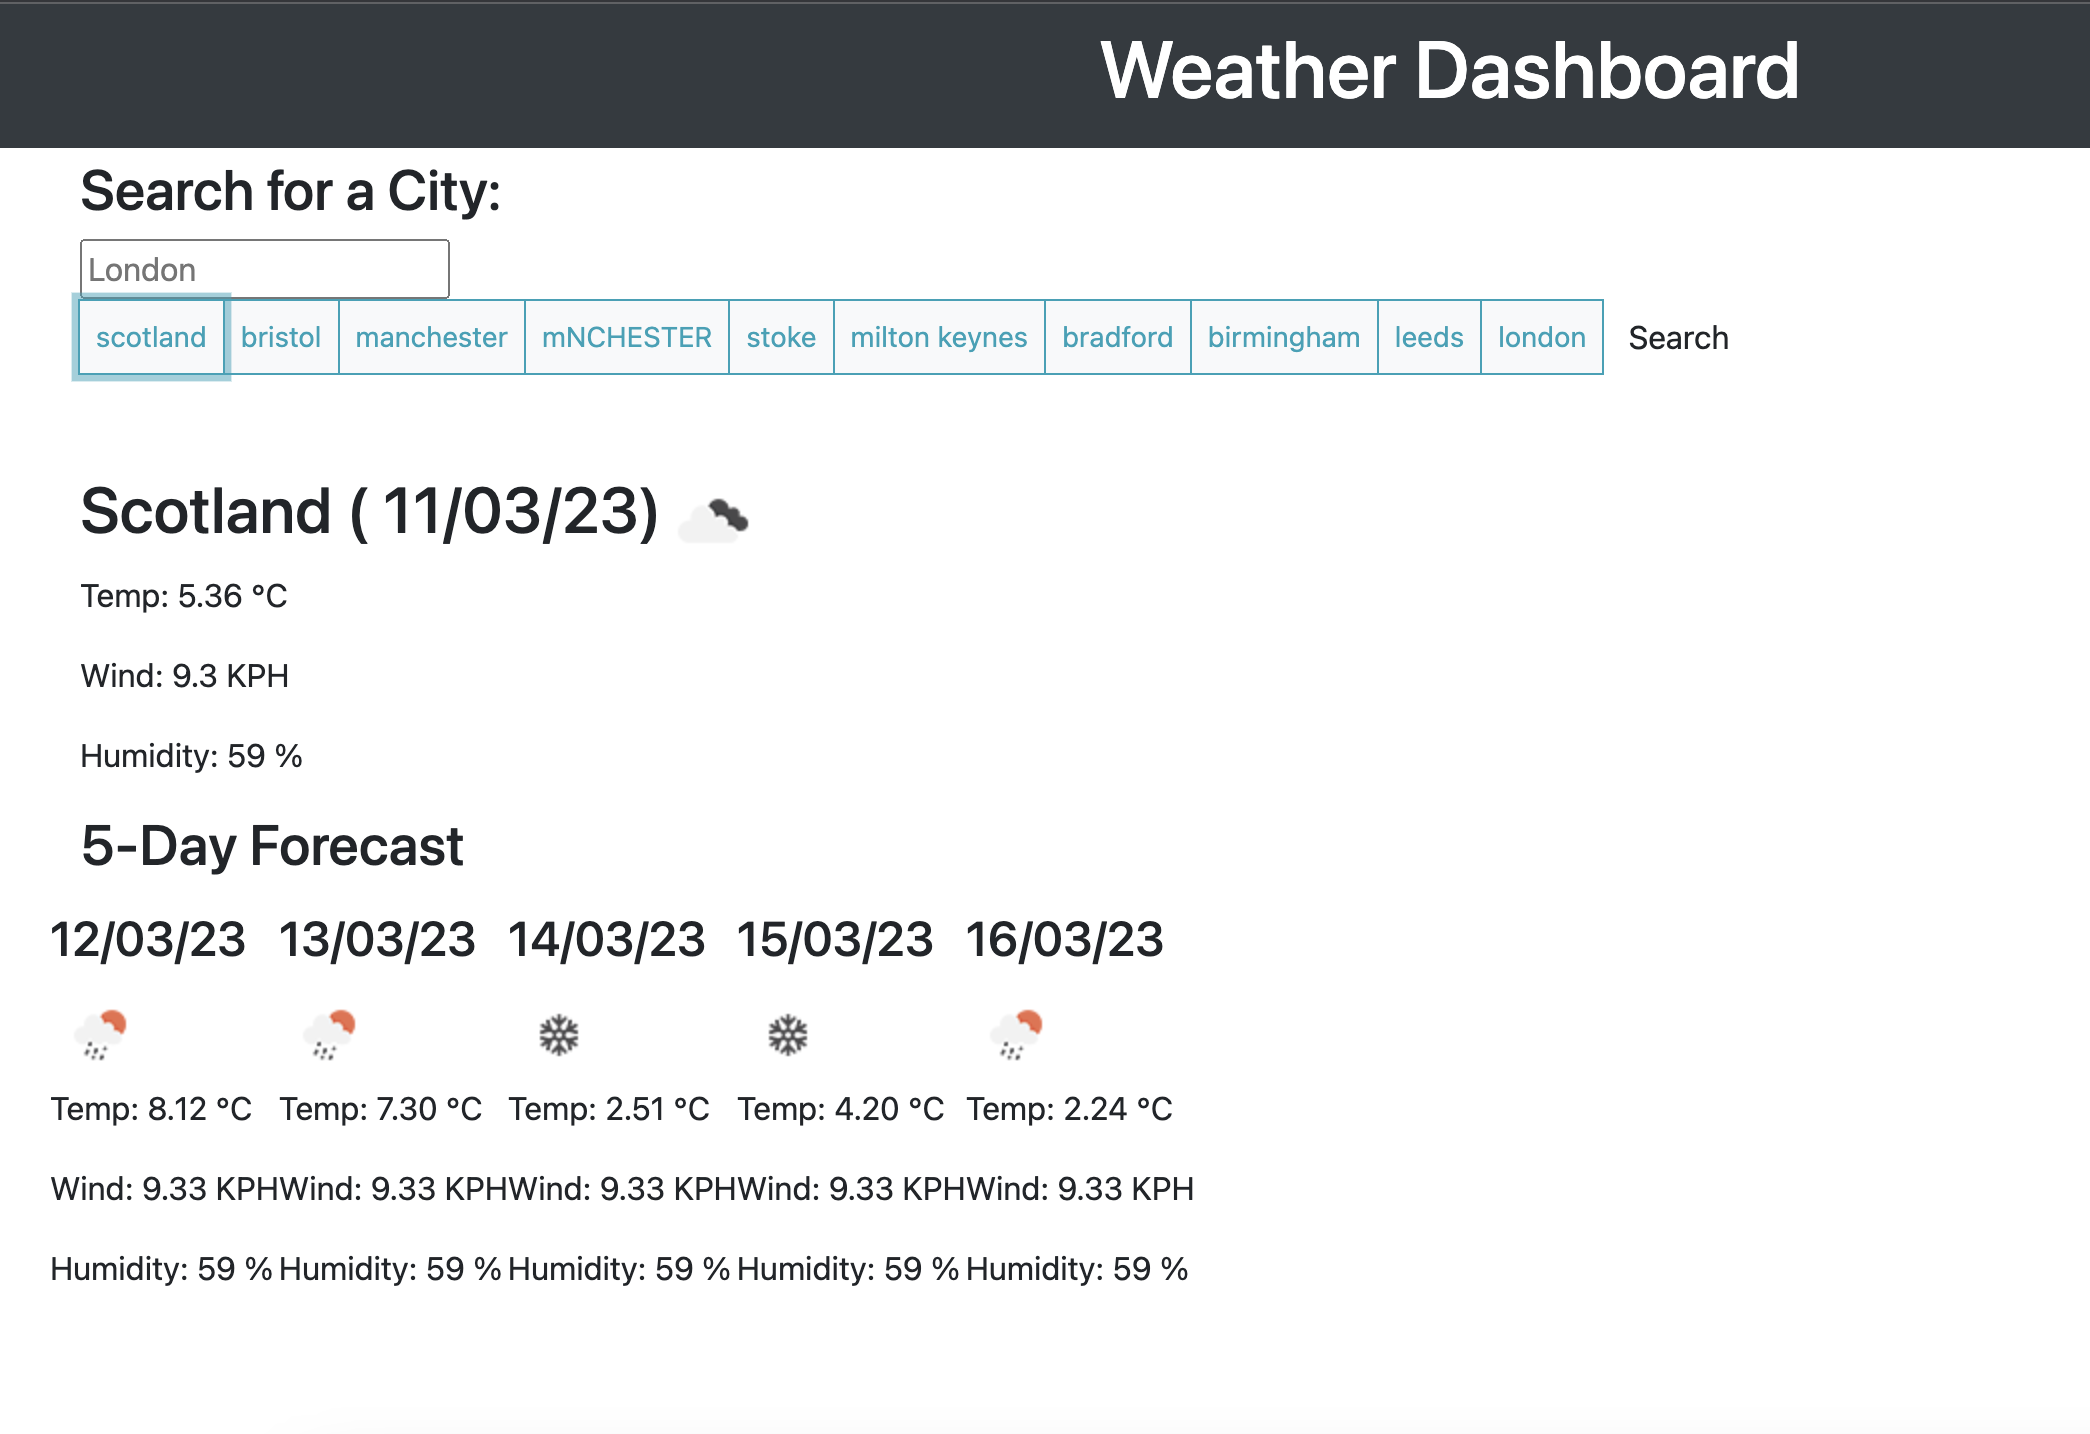 Weather Dashboard
Search for a City:
London
scotland bristol manchester mNCHESTER stoke milton keynes bradford birmingham leeds london Search
Scotland ( 11/03/23)
Temp: 5.36 °C
Wind: 9.3 KPH
Humidity: 59 %
5-Day Forecast
12/03/23 13/03/23 14/03/23 15/03/23 16/03/23
Temp: 8.12 °C Temp: 7.30 °C Temp: 2.51 °C Temp: 4.20 °C Temp: 2.24 °C
Wind: 9.33 KPHWind: 9.33 KPHWind: 9.33 KPHWind: 9.33 KPHWind: 9.33 KPH
Humidity: 59 % Humidity: 59 % Humidity: 59 % Humidity: 59 % Humidity: 59 %